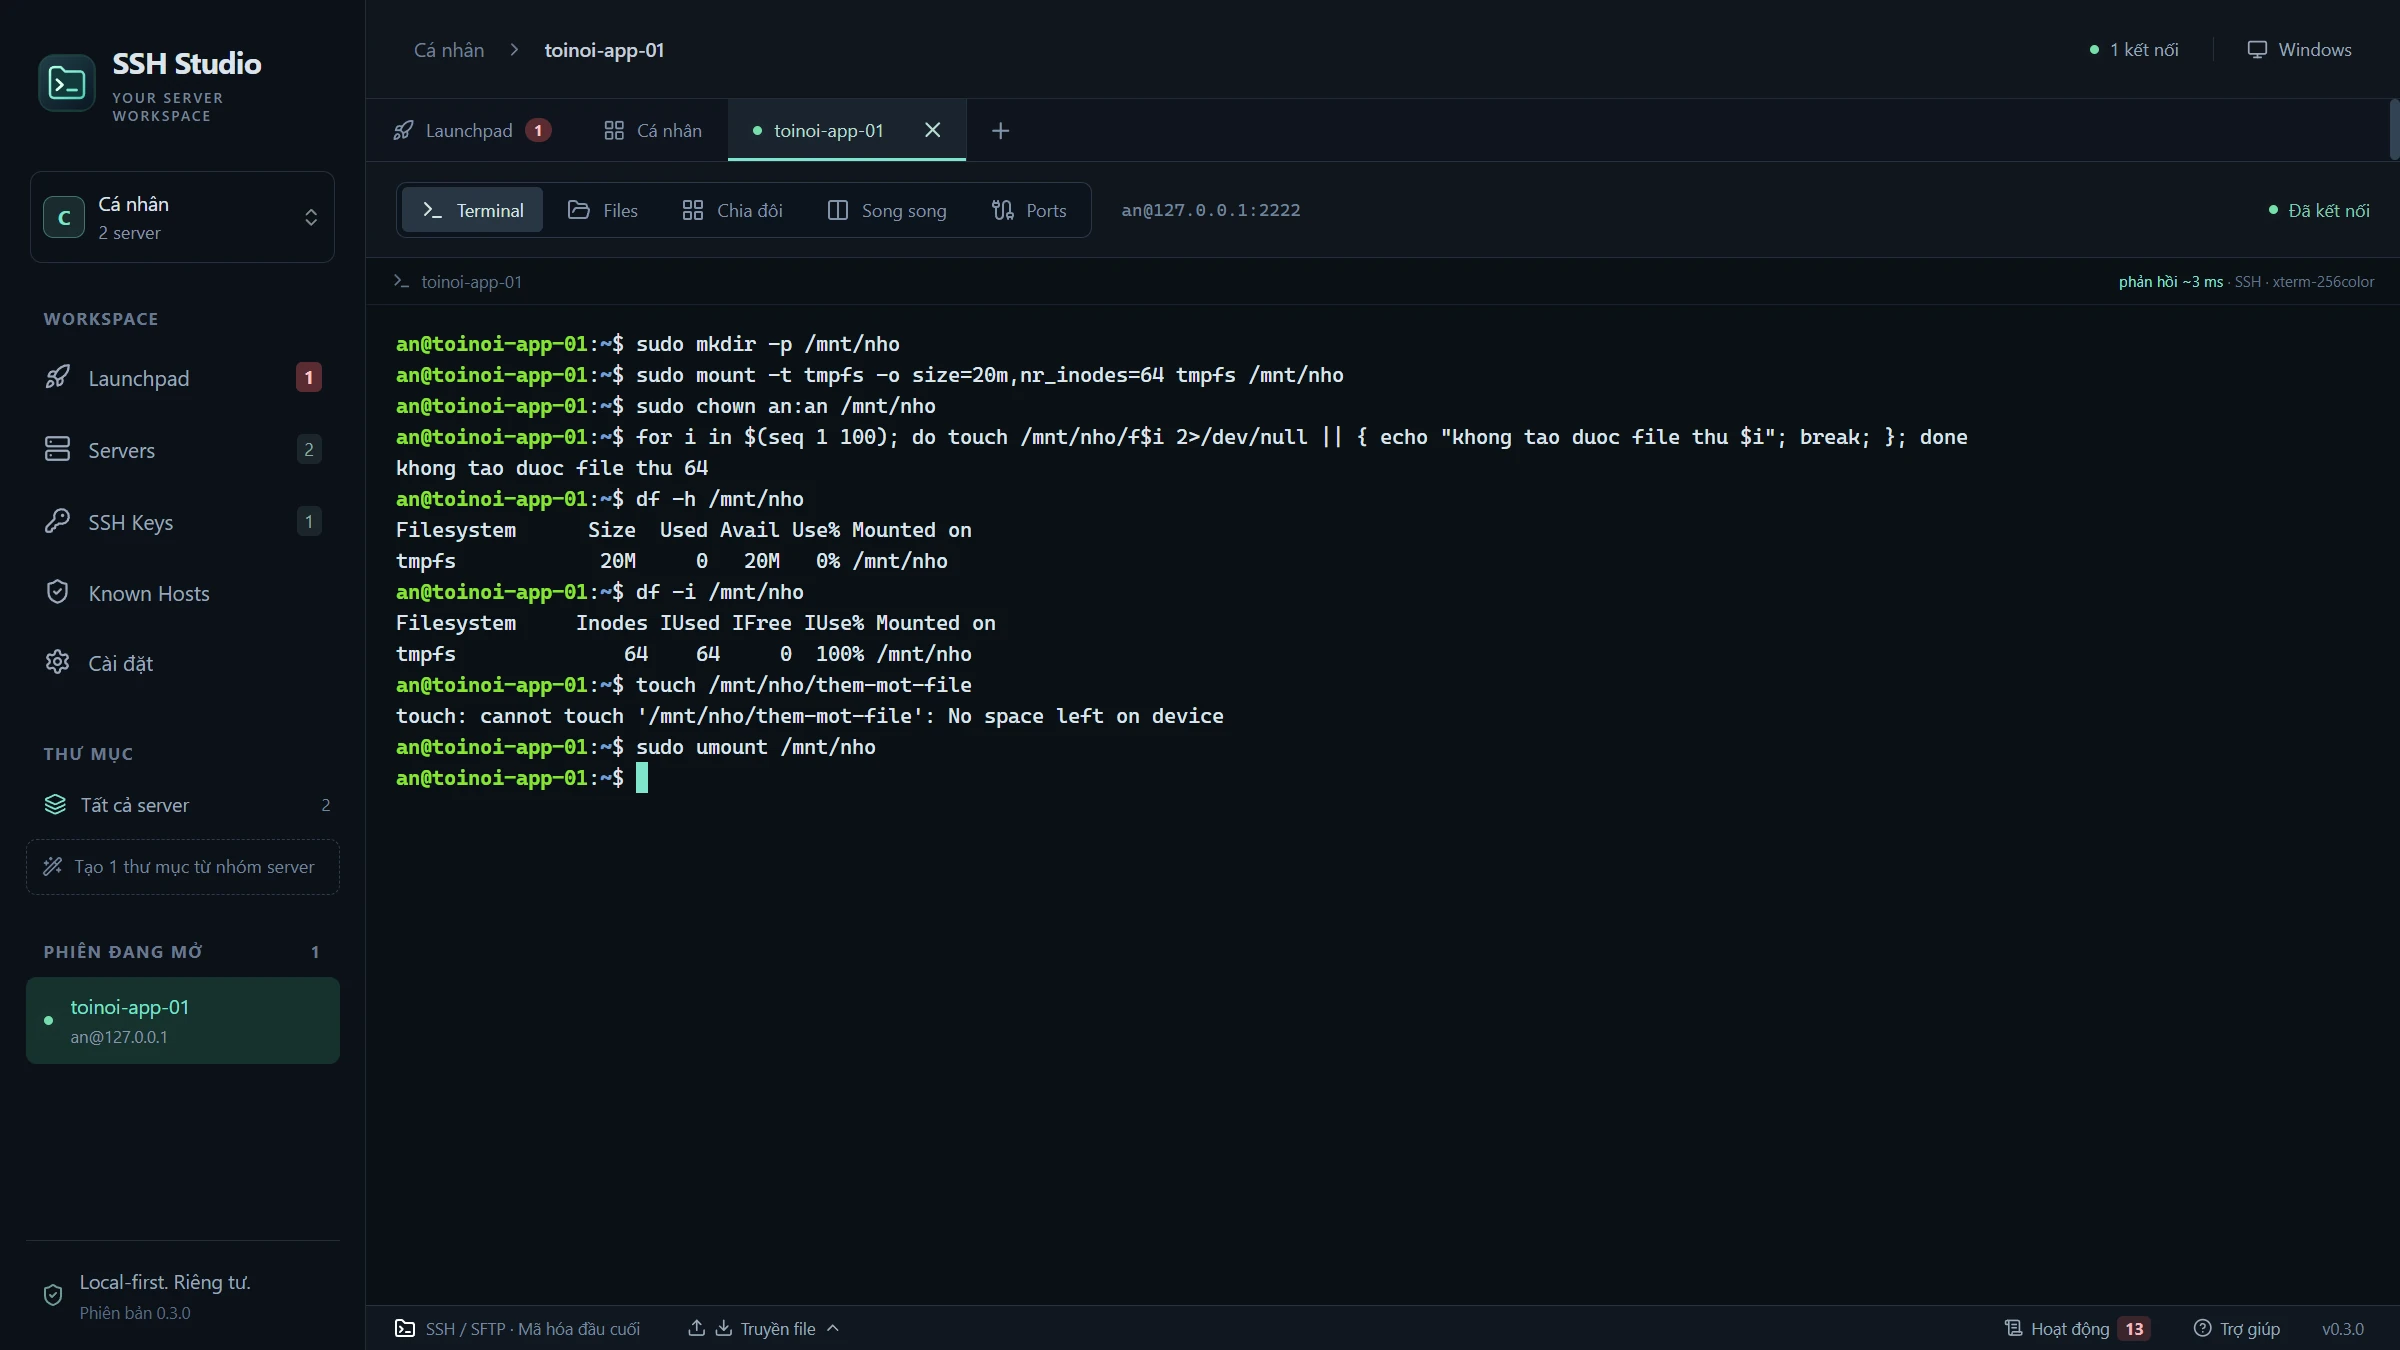 SSH Studio
YOUR SERVER
WORKSPACE
C
Cá nhân
2 server
WORKSPACE
Launchpad 1
Servers 2
SSH Keys 1
Known Hosts
Cài đặt
THƯ MỤC
Tất cả server 2
Tạo 1 thư mục từ nhóm server
PHIÊN ĐANG MỞ 1
toinoi-app-01
an@127.0.0.1
Local-first. Riêng tư.
Phiên bản 0.3.0
Cá nhân > toinoi-app-01
1 kết nối
Windows
Launchpad 1
Cá nhân
toinoi-app-01
Terminal Files Chia đôi Song song Ports
an@127.0.0.1:2222
Đã kết nối
toinoi-app-01
phản hồi ~3 ms · SSH · xterm-256color
an@toinoi-app-01:~$ sudo mkdir -p /mnt/nho
an@toinoi-app-01:~$ sudo mount -t tmpfs -o size=20m,nr_inodes=64 tmpfs /mnt/nho
an@toinoi-app-01:~$ sudo chown an:an /mnt/nho
an@toinoi-app-01:~$ for i in $(seq 1 100); do touch /mnt/nho/f$i 2>/dev/null || { echo "khong tao duoc file thu $i"; break; }; done
khong tao duoc file thu 64
an@toinoi-app-01:~$ df -h /mnt/nho
Filesystem      Size  Used Avail Use% Mounted on
tmpfs            20M     0   20M   0% /mnt/nho
an@toinoi-app-01:~$ df -i /mnt/nho
Filesystem     Inodes IUsed IFree IUse% Mounted on
tmpfs              64    64     0  100% /mnt/nho
an@toinoi-app-01:~$ touch /mnt/nho/them-mot-file
touch: cannot touch '/mnt/nho/them-mot-file': No space left on device
an@toinoi-app-01:~$ sudo umount /mnt/nho
an@toinoi-app-01:~$
SSH / SFTP · Mã hóa đầu cuối
Truyền file
Hoạt động 13
Trợ giúp
v0.3.0